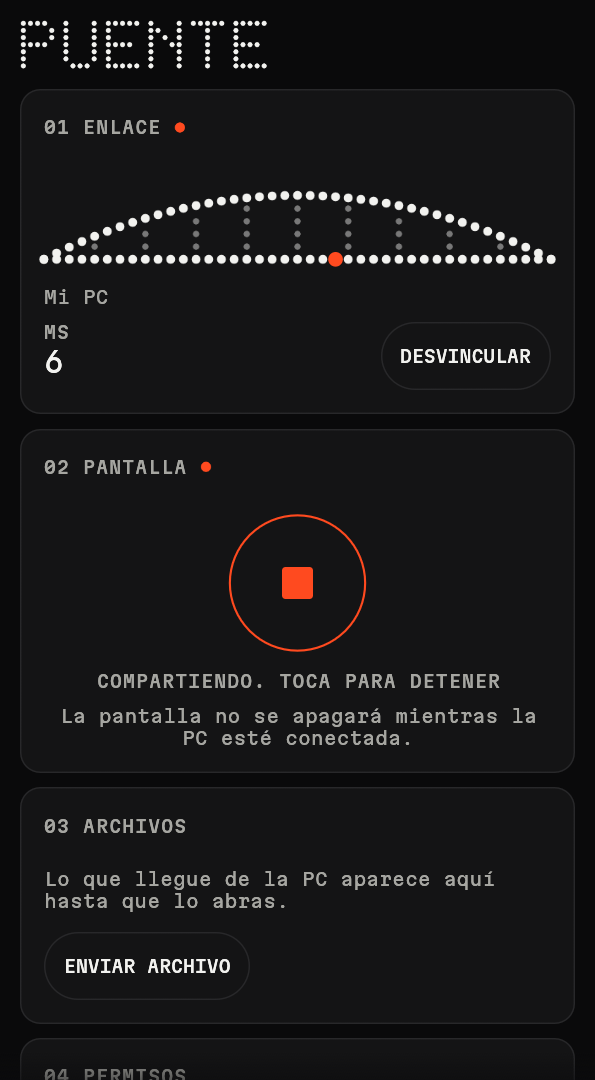 PUENTE
01 ENLACE
Mi PC
MS
6
DESVINCULAR
02 PANTALLA
COMPARTIENDO. TOCA PARA DETENER
La pantalla no se apagará mientras la
PC esté conectada.
03 ARCHIVOS
Lo que llegue de la PC aparece aquí
hasta que lo abras.
ENVIAR ARCHIVO
04 PERMISOS